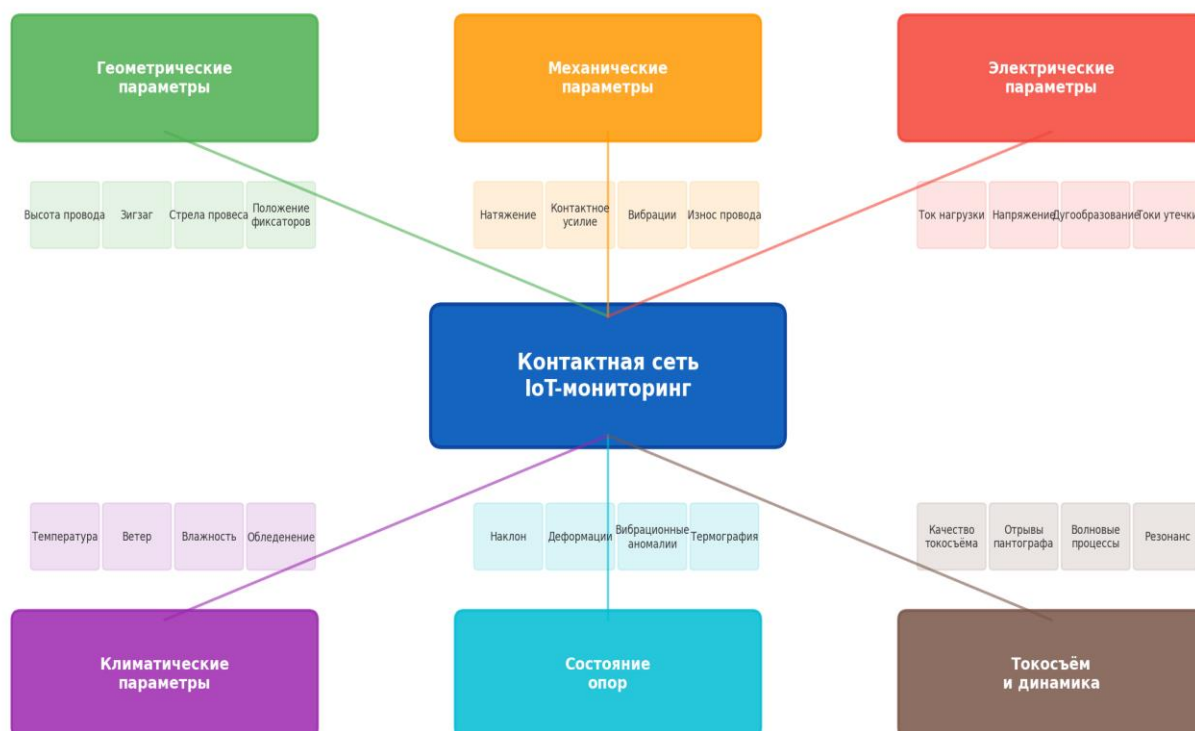 Геометрические
параметры
Механические
параметры
Электрические
параметры
Высота провода
Зигзаг
Стрела провеса
Положение
фиксаторов
Натяжение
Контактное
усилие
Вибрации
Износ провода
Ток нагрузки
Напряжение
Дугообразование
Токи утечки
Контактная сеть
IoT-мониторинг
Температура
Ветер
Влажность
Обледенение
Наклон
Деформации
Вибрационные
аномалии
Термография
Качество
токосъёма
Отрывы
пантографа
Волновые
процессы
Резонанс
Климатические
параметры
Состояние
опор
Токосъём
и динамика